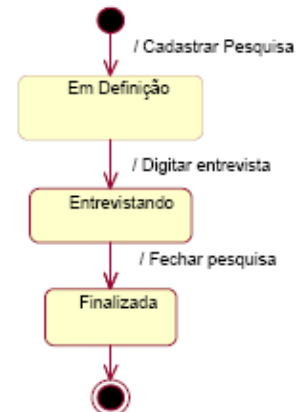 / Cadastrar Pesquisa
Em Definição
/ Digitar entrevista
Entrevistando
/ Fechar pesquisa
Finalizada